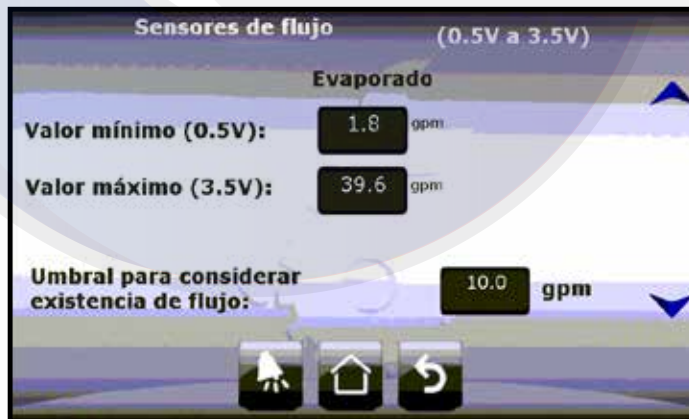 Sensores de flujo (0.5V a 3.5V)
Evaporado
Valor mínimo (0.5V): 1.8 gpm
Valor máximo (3.5V): 39.6 gpm
Umbral para considerar
existencia de flujo: 10.0 gpm